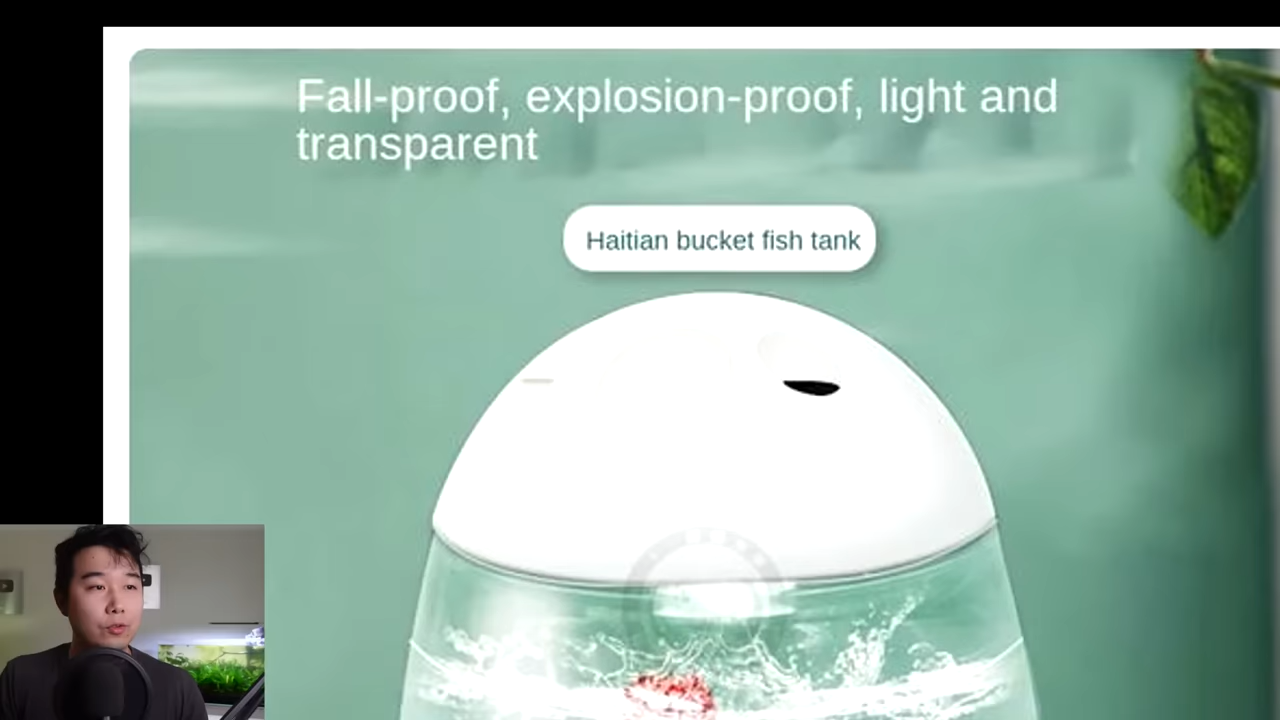 Fall-proof, explosion-proof, light and
transparent
Haitian bucket fish tank